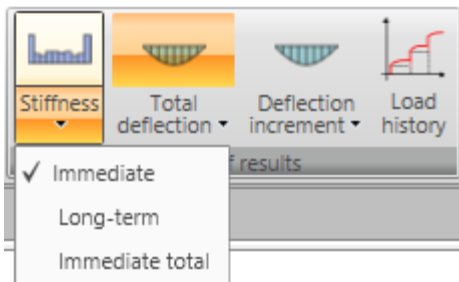 Stiffness
Total
deflection
Deflection
increment
Load
history
results
Immediate
Long-term
Immediate total